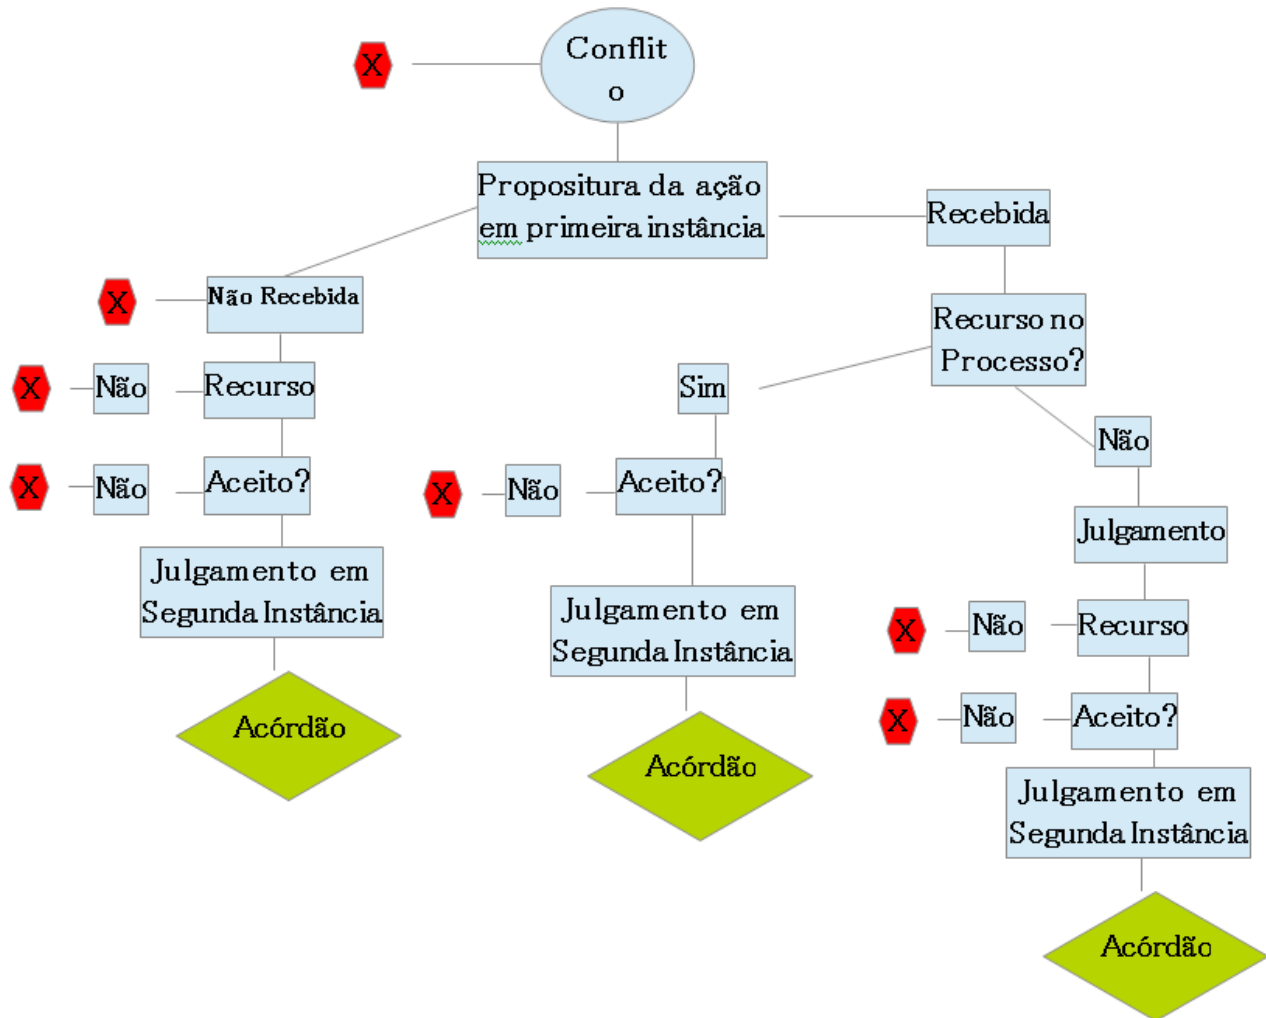 X
Conflit
o
Propositura da ação
em primeira instância
Recebida
Não Recebida
X
Recurso no
Processo?
X
Não
Recurso
Sim
Não
X
Não
Aceito?
X
Não
Aceito?
Julgamento
Julgamento em
Segunda Instância
Julgamento em
Segunda Instância
X
Não
Recurso
X
Não
Aceito?
Acórdão
Acórdão
Julgamento em
Segunda Instância
Acórdão